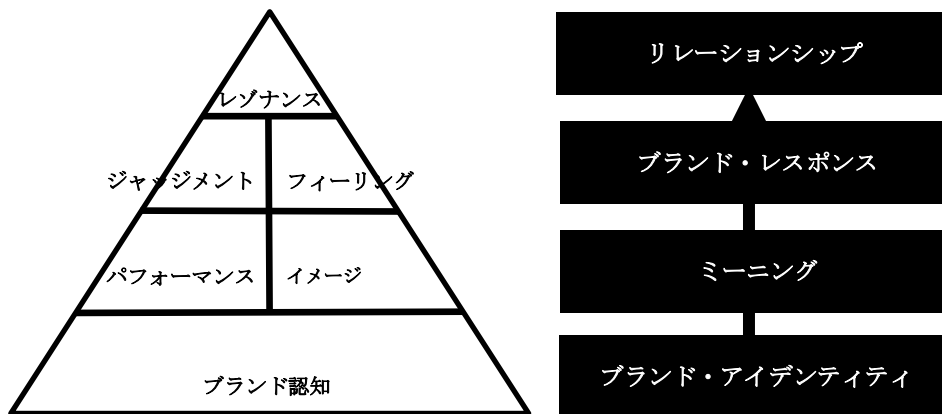 レゾナンス
ジャッジメント
フィーリング
パフォーマンス
イメージ
ブランド認知
リレーションシップ
ブランド・レスポンス
ミーニング
ブランド・アイデンティティ